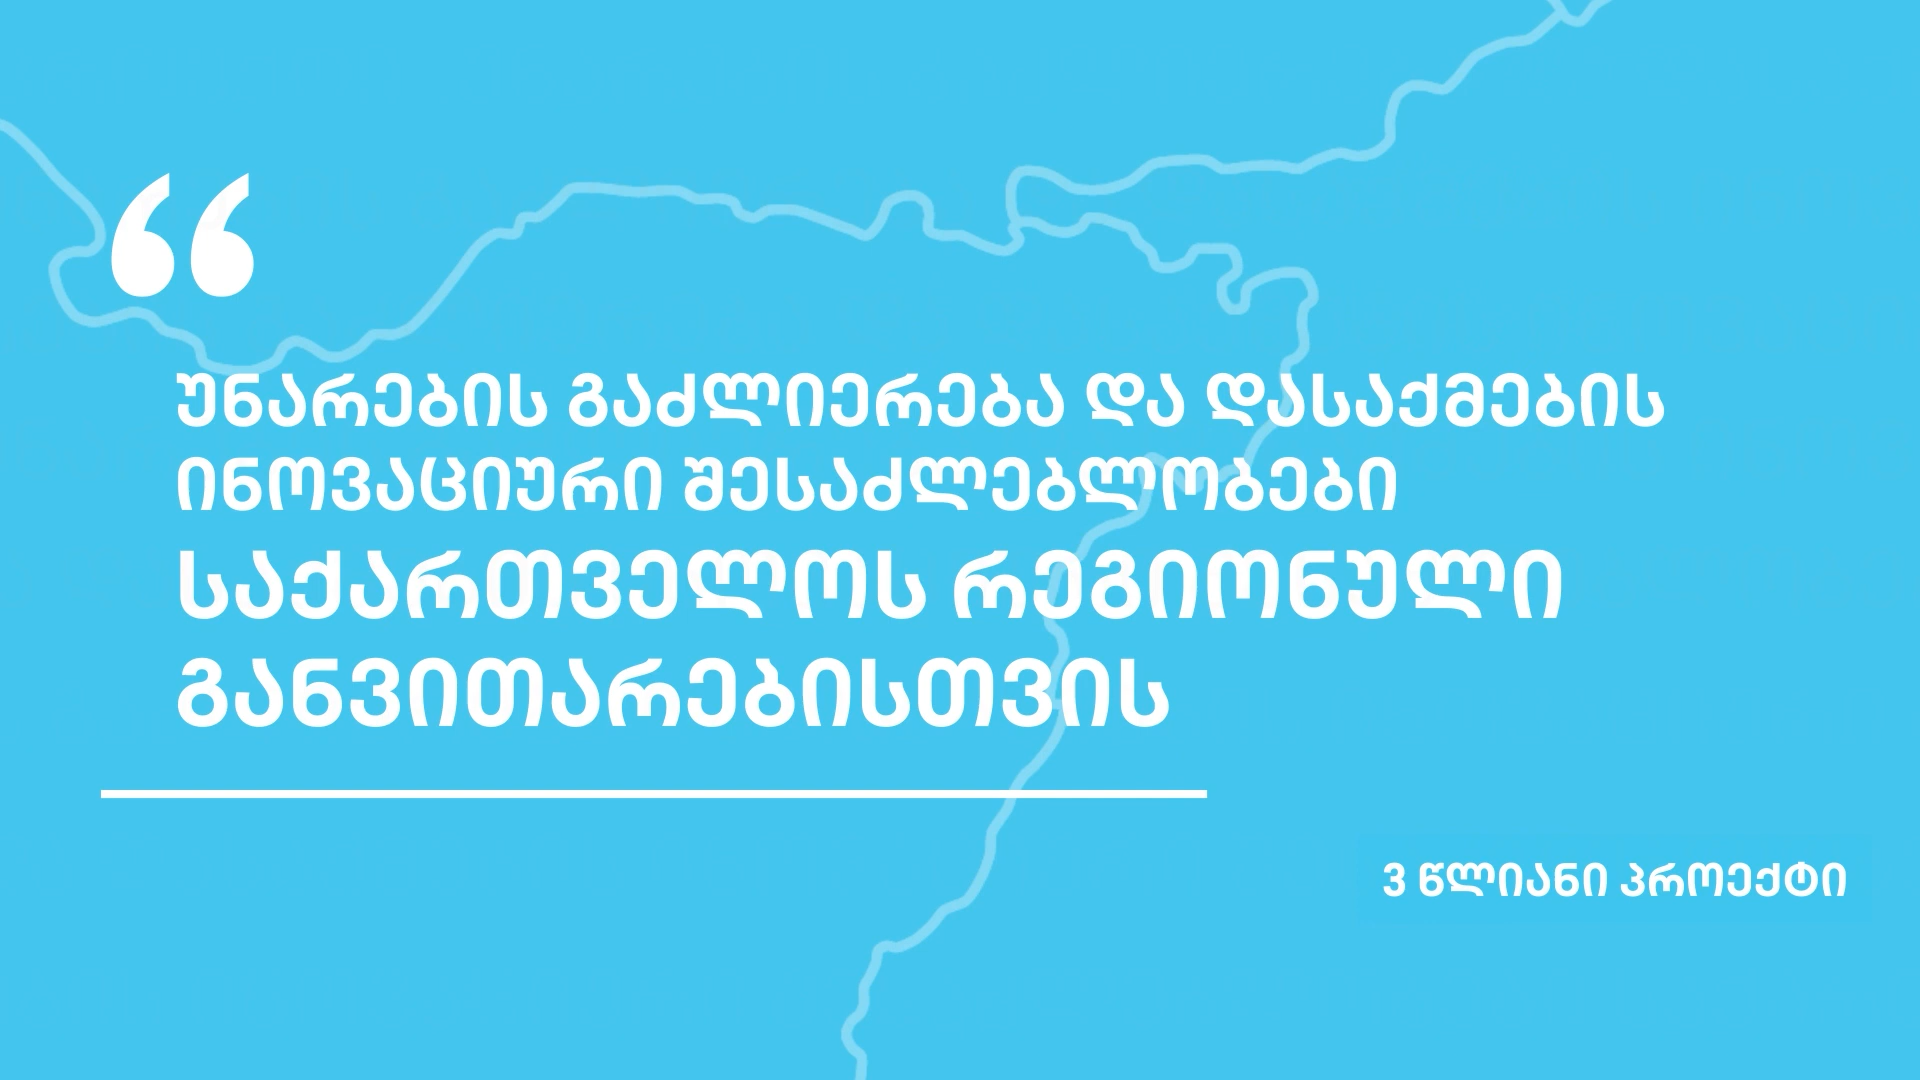 “
უნარების გაძლიერება და დასაქმების
ინოვაციური შესაძლებლობები
საქართველოს რეგიონული
განვითარებისთვის
3 წლიანი პროექტი